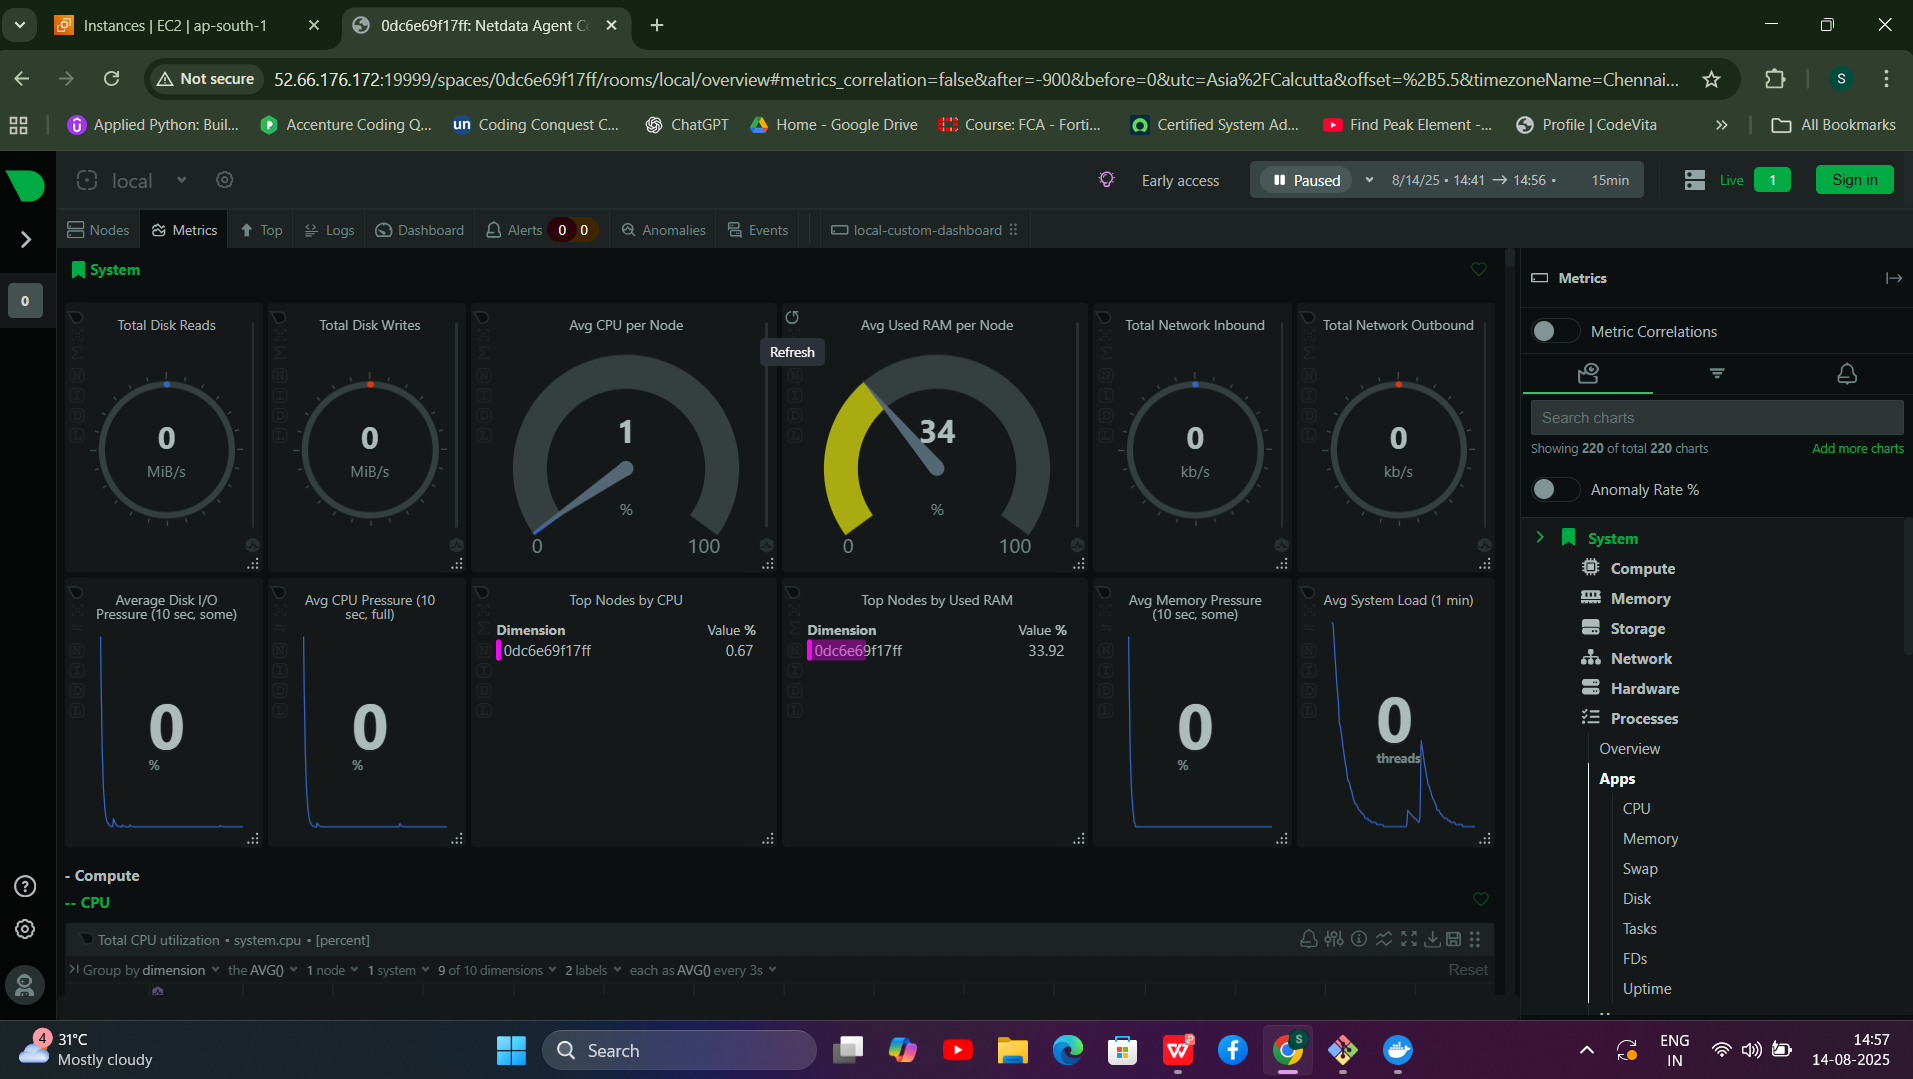 Instances | EC2 | ap-south-1
0dc6e69f17ff: Netdata Agent Co
Not secure
52.66.176.172:19999/spaces/0dc6e69f17ff/rooms/local/overview#metrics_correlation=false&after=-900&before=0&utc=Asia%2FCalcutta&offset=%2B5.5&timezoneName=Chennai...
S
Applied Python: Buil...
Accenture Coding Q...
un Coding Conquest C...
ChatGPT
Home - Google Drive
Course: FCA - Forti...
Certified System Ad...
Find Peak Element -...
Profile | CodeVita
All Bookmarks
local
Early access
Paused
8/14/25 • 14:41 → 14:56 •
15min
Live
1
Sign in
Nodes
Metrics
Top
Logs
Dashboard
Alerts 0 0
Anomalies
Events
local-custom-dashboard
0
System
Total Disk Reads
0
MiB/s
Total Disk Writes
0
MiB/s
Avg CPU per Node
1
%
0 100
Refresh
Avg Used RAM per Node
34
%
0 100
Total Network Inbound
0
kb/s
Total Network Outbound
0
kb/s
Average Disk I/O
Pressure (10 sec, some)
0
%
Avg CPU Pressure (10
sec, full)
0
%
Top Nodes by CPU
Dimension Value %
0dc6e69f17ff 0.67
Top Nodes by Used RAM
Dimension Value %
0dc6e69f17ff 33.92
Avg Memory Pressure
(10 sec, some)
0
%
Avg System Load (1 min)
0
threads
- Compute
-- CPU
Total CPU utilization • system.cpu • [percent]
Group by dimension the AVG() 1 node 1 system 9 of 10 dimensions 2 labels each as AVG() every 3s
Reset
Metrics
Metric Correlations
Search charts
Showing 220 of total 220 charts
Add more charts
Anomaly Rate %
System
Compute
Memory
Storage
Network
Hardware
Processes
Overview
Apps
CPU
Memory
Swap
Disk
Tasks
FDs
Uptime
4
31°C
Mostly cloudy
Search
S
ENG
IN
14:57
14-08-2025